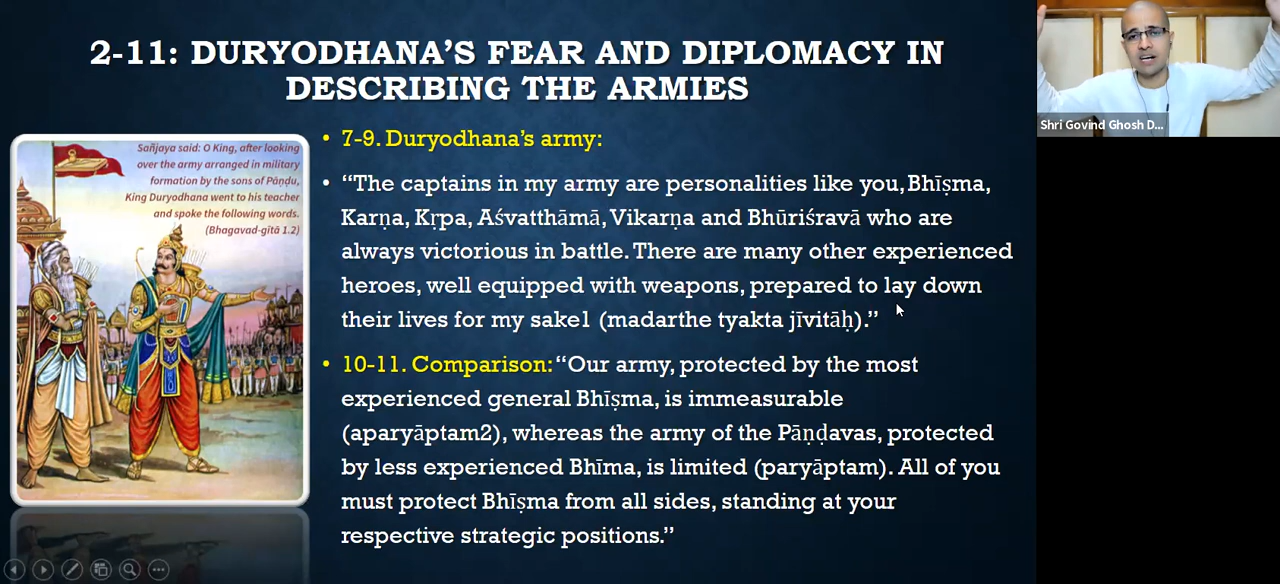 2-11: DURYODHANA'S FEAR AND DIPLOMACY IN
DESCRIBING THE ARMIES
Sañjaya said: O King, after looking
over the army arranged in military
formation by the sons of Pāṇḍu,
King Duryodhana went to his teacher
and spoke the following words.
(Bhagavad-gītā 1.2)
• 7-9. Duryodhana's army:
• “The captains in my army are personalities like you, Bhīṣma,
Karṇa, Kṛpa, Aśvatthāmā, Vikarṇa and Bhūriśravā who are
always victorious in battle. There are many other experienced
heroes, well equipped with weapons, prepared to lay down
their lives for my sake1 (madarthe tyakta jīvitāḥ).”
• 10-11. Comparison: “Our army, protected by the most
experienced general Bhīṣma, is immeasurable
(aparyāptam2), whereas the army of the Pāṇḍavas, protected
by less experienced Bhīma, is limited (paryāptam). All of you
must protect Bhīṣma from all sides, standing at your
respective strategic positions.”
Shri Govind Ghosh D...